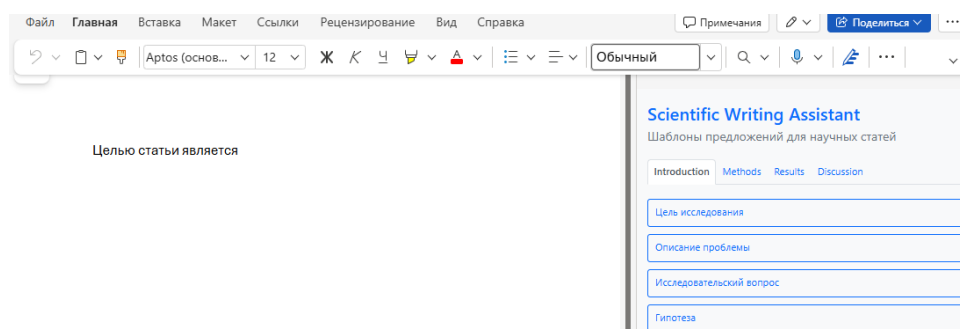 Файл Главная Вставка Макет Ссылки Рецензирование Вид Справка Примечания Поделиться
Aptos (основ... 12 Ж К Ч Обычный
Целью статьи является
Scientific Writing Assistant
Шаблоны предложений для научных статей
Introduction Methods Results Discussion
Цель исследования
Описание проблемы
Исследовательский вопрос
Гипотеза